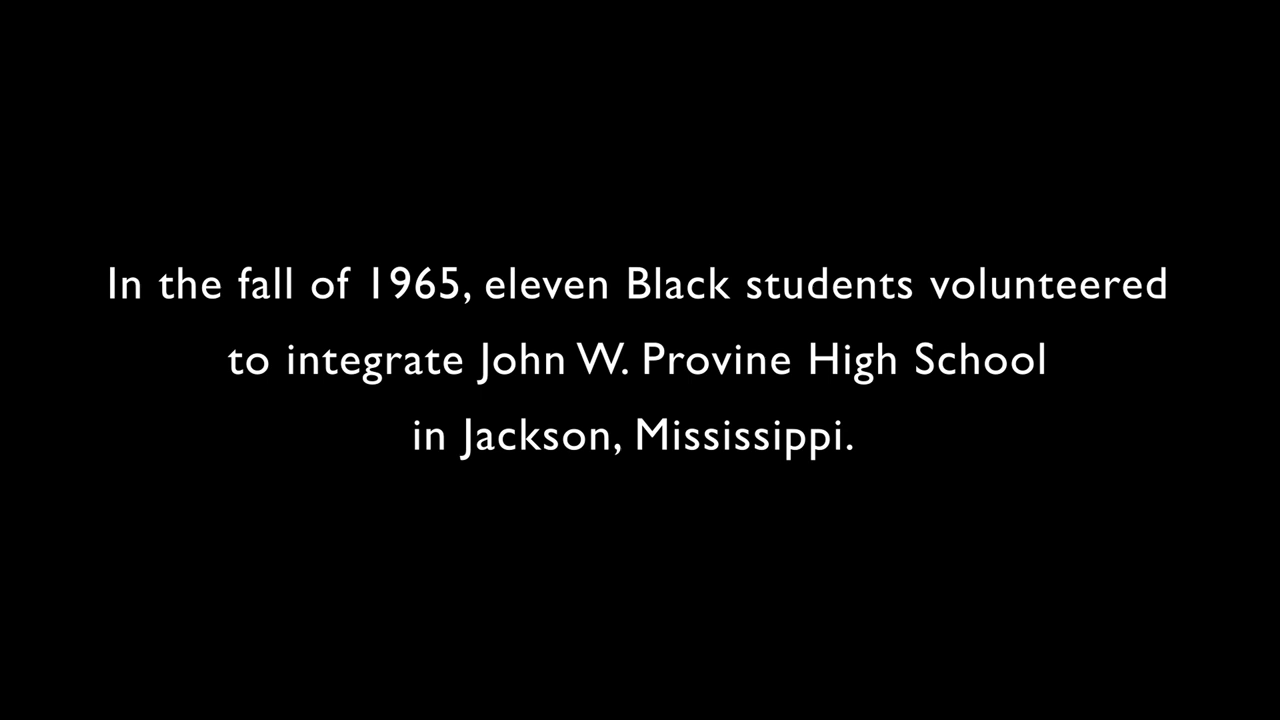 In the fall of 1965, eleven Black students volunteered
to integrate John W. Provine High School
in Jackson, Mississippi.